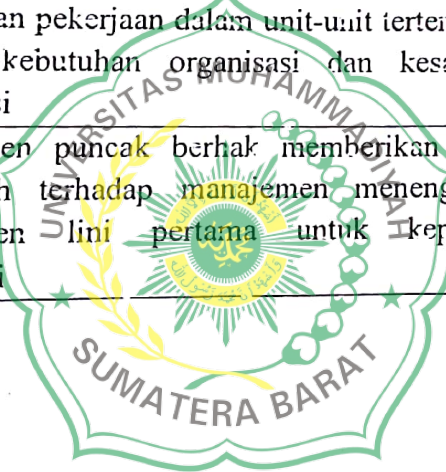 an pekerjaan dalam unit-unit terten
kebutuhan organisasi dan kesa
si
en puncak berhak memberikan
n terhadap manajemen meneng
en lini pertama untuk kep
i
UNIVERSITAS MUHAMMADIYAH
SUMATERA BARAT